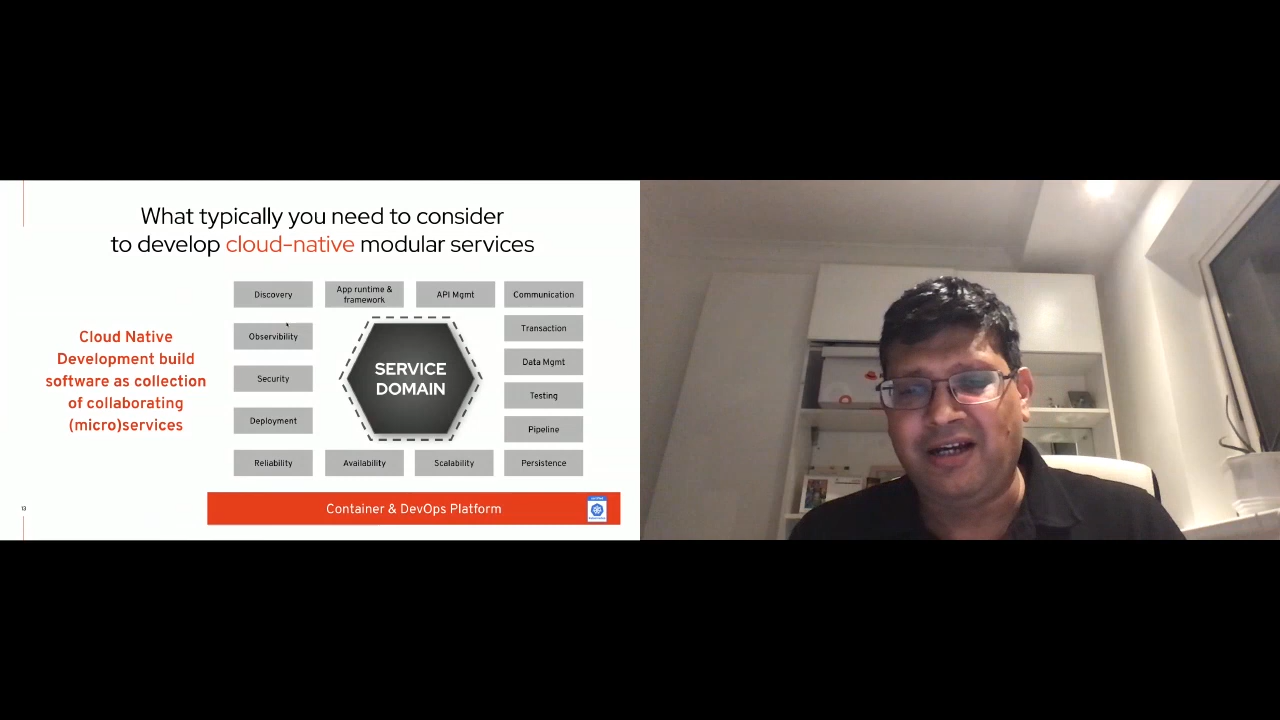 What typically you need to consider
to develop cloud-native modular services
Cloud Native
Development build
software as collection
of collaborating
(micro)services
Discovery
App runtime &
framework
API Mgmt
Communication
Observibility
Transaction
Security
SERVICE
DOMAIN
Data Mgmt
Testing
Deployment
Pipeline
Reliability
Availability
Scalability
Persistence
Container & DevOps Platform
13